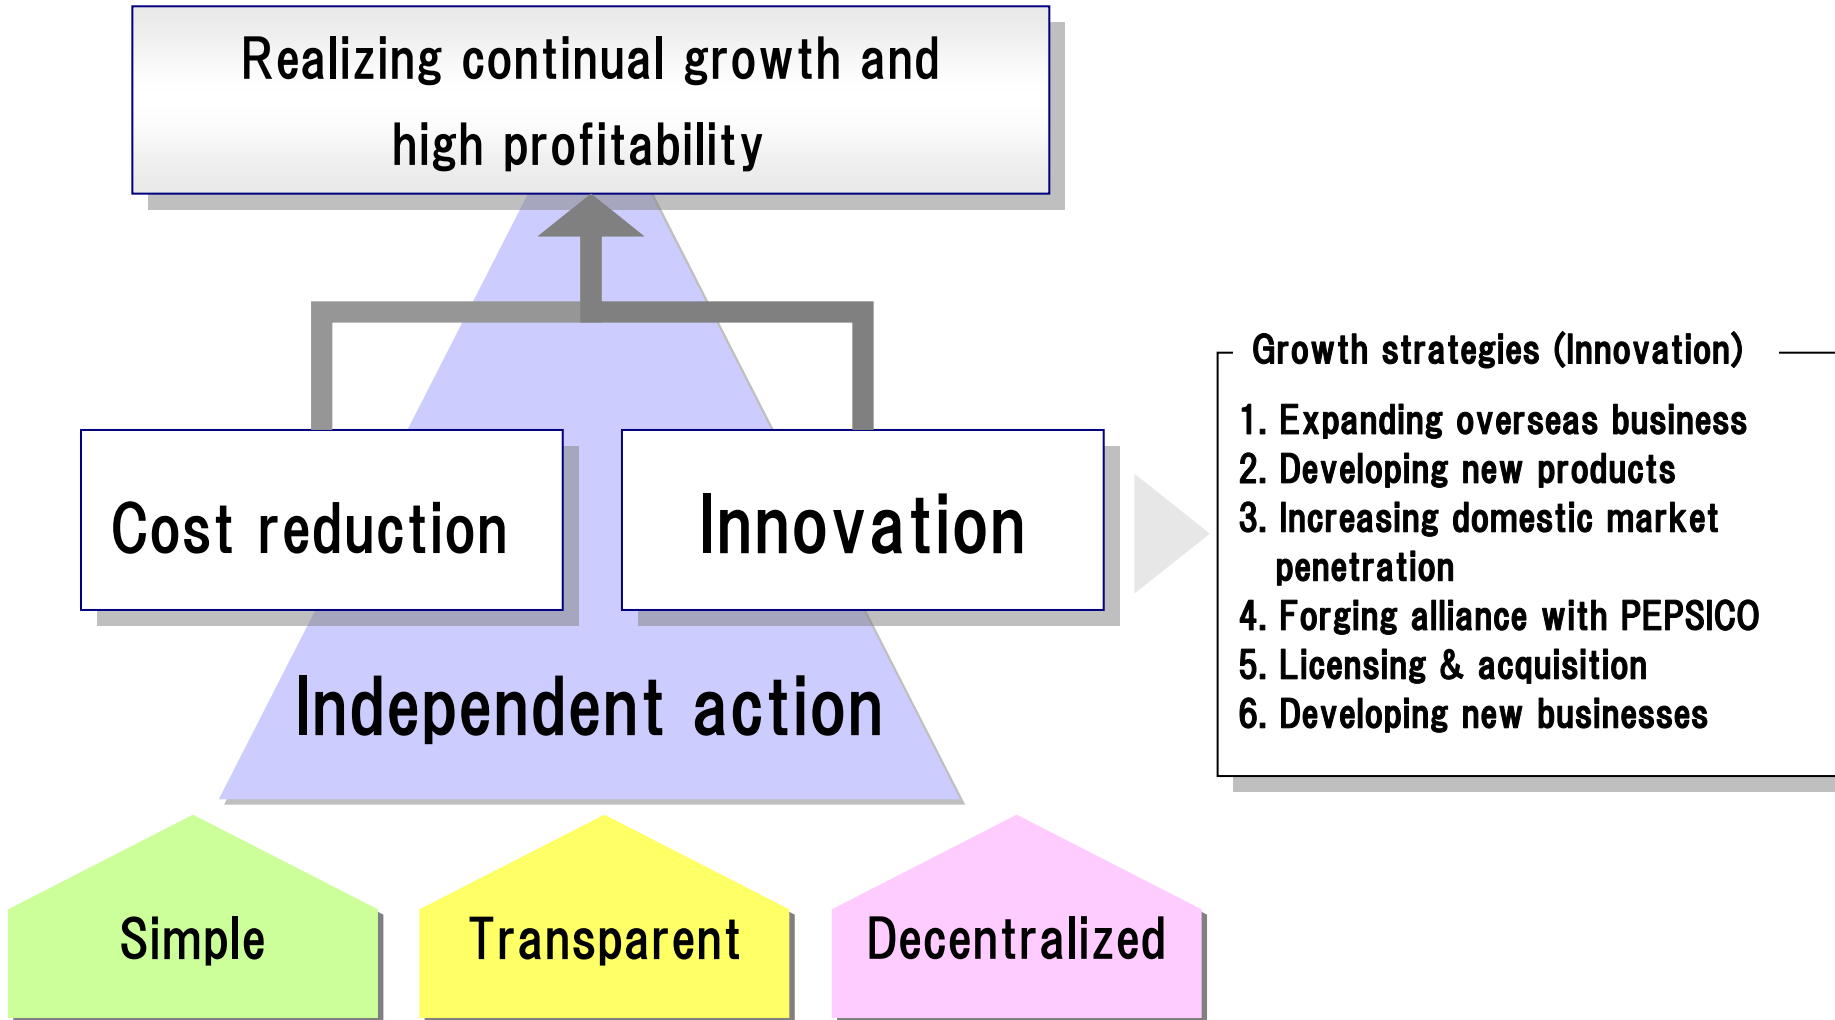 Realizing continual growth and
high profitability
Cost reduction
Innovation
Independent action
Simple
Transparent
Decentralized
Growth strategies (Innovation)
1. Expanding overseas business
2. Developing new products
3. Increasing domestic market
penetration
4. Forging alliance with PEPSICO
5. Licensing & acquisition
6. Developing new businesses